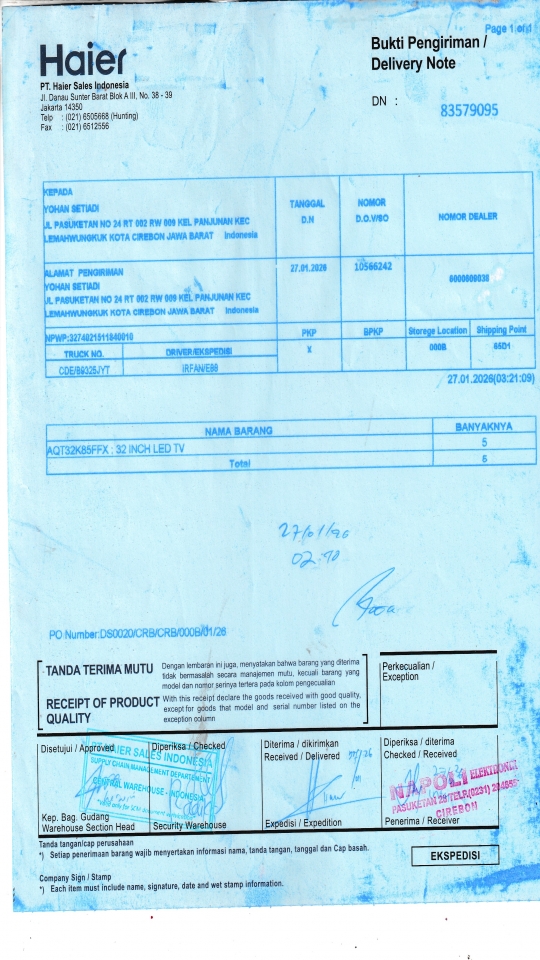 Page 1 of 1
Haier
Bukti Pengiriman /
Delivery Note
PT. Haier Sales Indonesia
Jl. Danau Sunter Barat Blok A III, No. 38 - 39
Jakarta 14350
Telp : (021) 6505668 (Hunting)
Fax : (021) 6512556
DN :
83579095
KEPADA
YOHAN SETIADI
JL PASUKETAN NO 24 RT 002 RW 009 KEL PANJUNAN KEC
LEMAHWUNGKUK KOTA CIREBON JAWA BARAT Indonesia
TANGGAL
D.N
NOMOR
D.O.V/SO
NOMOR DEALER
ALAMAT PENGIRIMAN
YOHAN SETIADI
JL PASUKETAN NO 24 RT 002 RW 009 KEL PANJUNAN KEC
LEMAHWUNGKUK KOTA CIREBON JAWA BARAT Indonesia
27.01.2026
10566242
NPWP:3274021511840010
PKP
BPKP
Storege Location
Shipping Point
TRUCK NO.
DRIVER/EKSPEDISI
X
000B
65D1
CDE/B9325JYT
IRFAN/E89
27.01.2026(03:21:09)
NAMA BARANG
BANYAKNYA
AQT32K85FFX : 32 INCH LED TV
5
Total
27/01/
02.
PO Number:DS0020/CRB/CRB/000B/01/26
TANDA TERIMA MUTU
Dengan lembaran ini juga, menyatakan bahwa barang yang diterima
tidak bermasalah secara manajemen mutu, kecuali barang yang
model dan nomor serinya tertera pada kolom pengecualian
RECEIPT OF PRODUCT
QUALITY
With this receipt declare the goods received with good quality,
except for goods that model and serial number listed on the
exception column
Perkecualian /
Exception
Disetujui / Approved
Diperiksa / Checked
Diterima / dikirimkan
Received / Delivered
Diperiksa / diterima
Checked / Received
HAIER SALES INDONESIA
SUPPLY CHAIN MANAGEMENT DEPARTEMENT
CENTRAL WAREHOUSE - INDONESIA
NAPOLI ELEKTRONIK
PASUKETAN 28 TELP.(0231)
CIREBON
Kep. Bag. Gudang
Warehouse Section Head
Security Warehouse
Expedisi / Expedition
Penerima / Receiver
Tanda tangan/cap perusahaan
*) Setiap penerimaan barang wajib menyertakan informasi nama, tanda tangan, tanggal dan Cap basah.
EKSPEDISI
Company Sign / Stamp
*) Each item must include name, signature, date and wet stamp information.